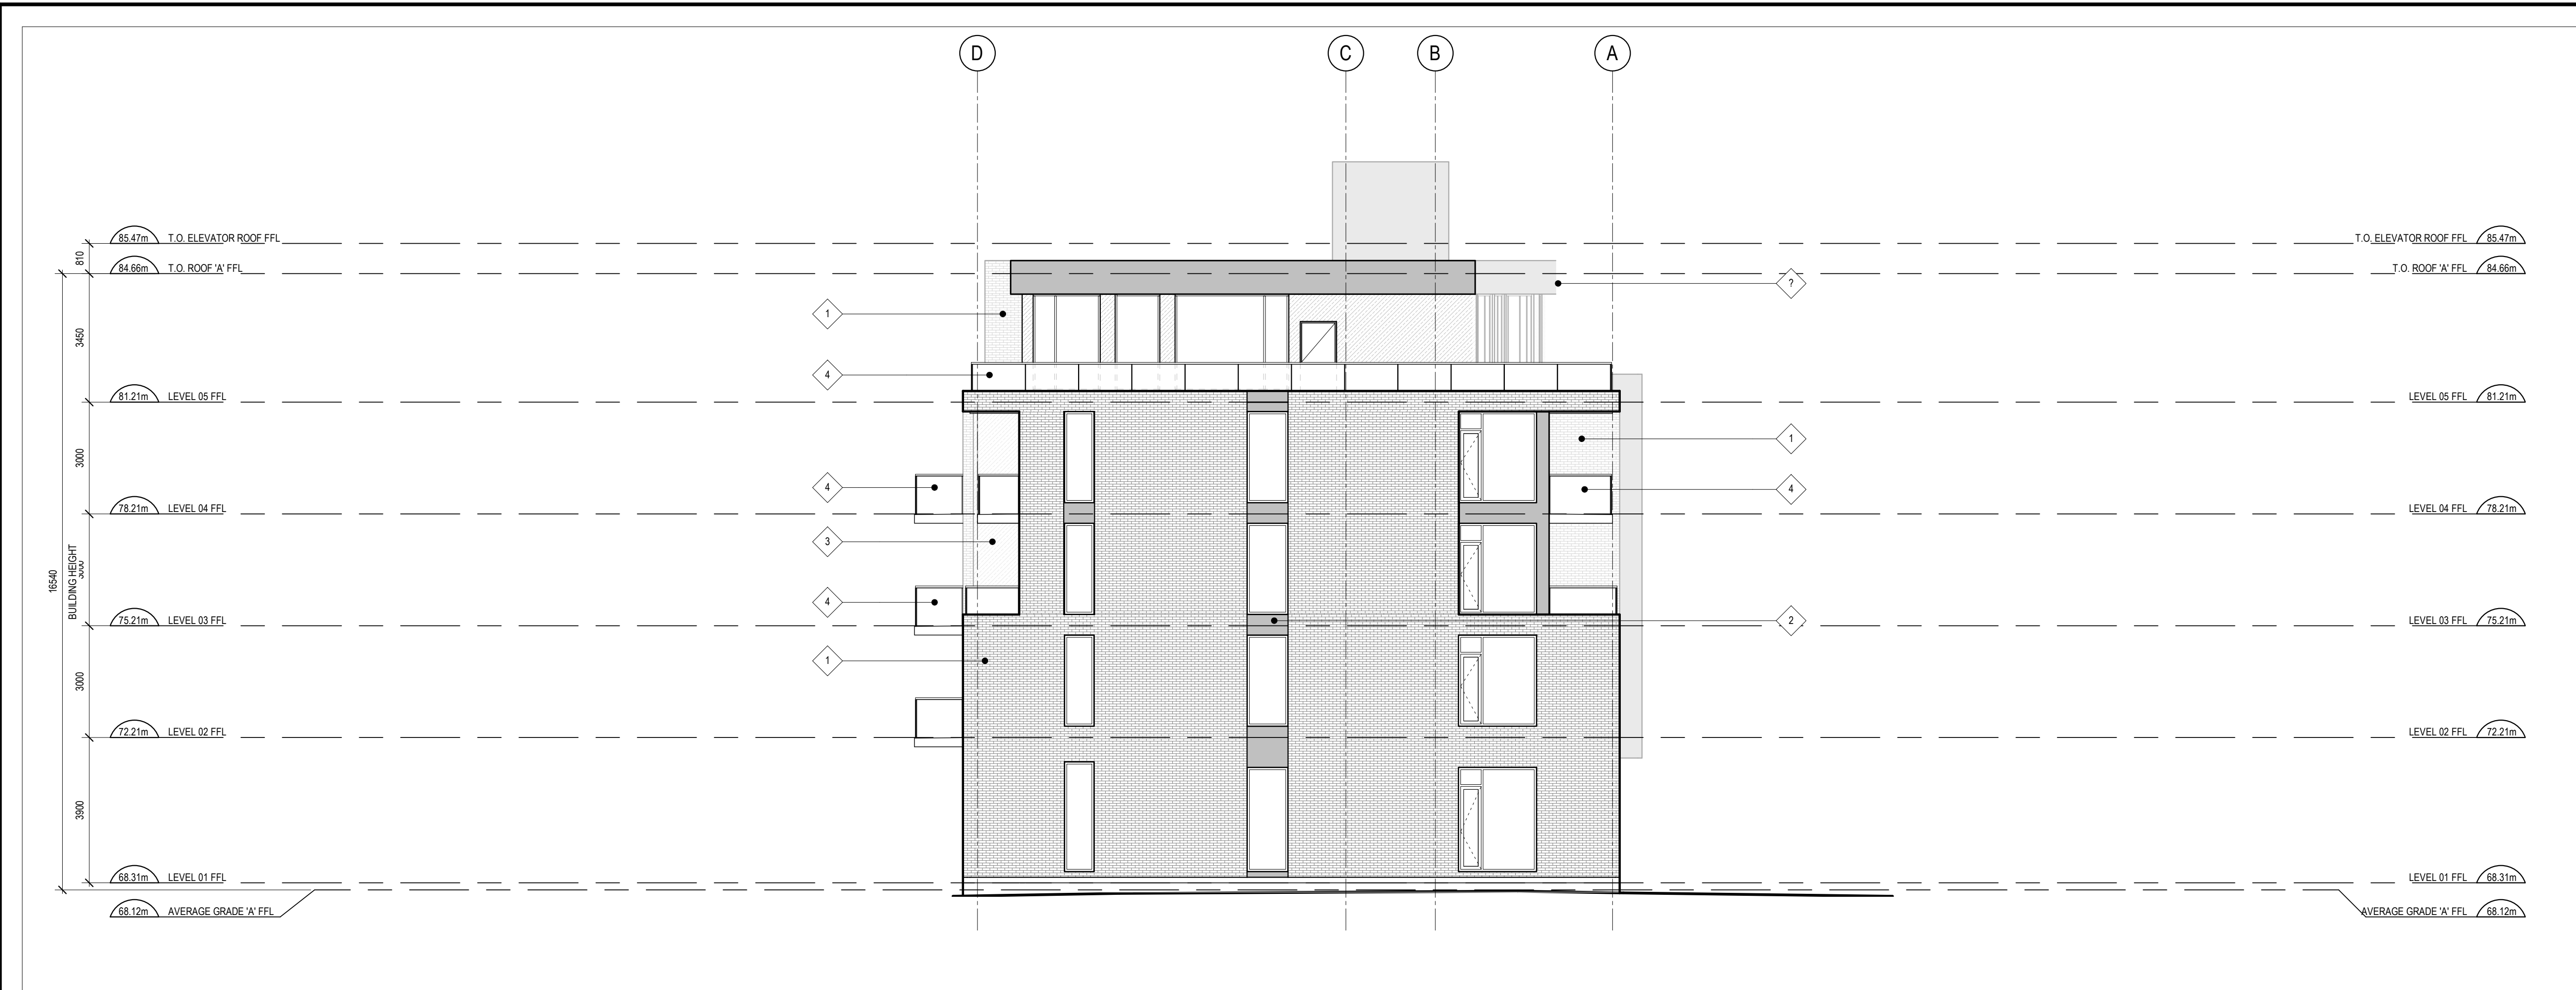 D C B A
85.47m T.O. ELEVATOR ROOF FFL
T.O. ELEVATOR ROOF FFL 85.47m
810
84.66m T.O. ROOF 'A' FFL
T.O. ROOF 'A' FFL 84.66m
?
1
3450
4
81.21m LEVEL 05 FFL
LEVEL 05 FFL 81.21m
1
3000
4
4
78.21m LEVEL 04 FFL
LEVEL 04 FFL 78.21m
3
3000
16540
BUILDING HEIGHT
4
75.21m LEVEL 03 FFL
LEVEL 03 FFL 75.21m
2
1
3000
72.21m LEVEL 02 FFL
LEVEL 02 FFL 72.21m
3900
68.31m LEVEL 01 FFL
LEVEL 01 FFL 68.31m
68.12m AVERAGE GRADE 'A' FFL
AVERAGE GRADE 'A' FFL 68.12m